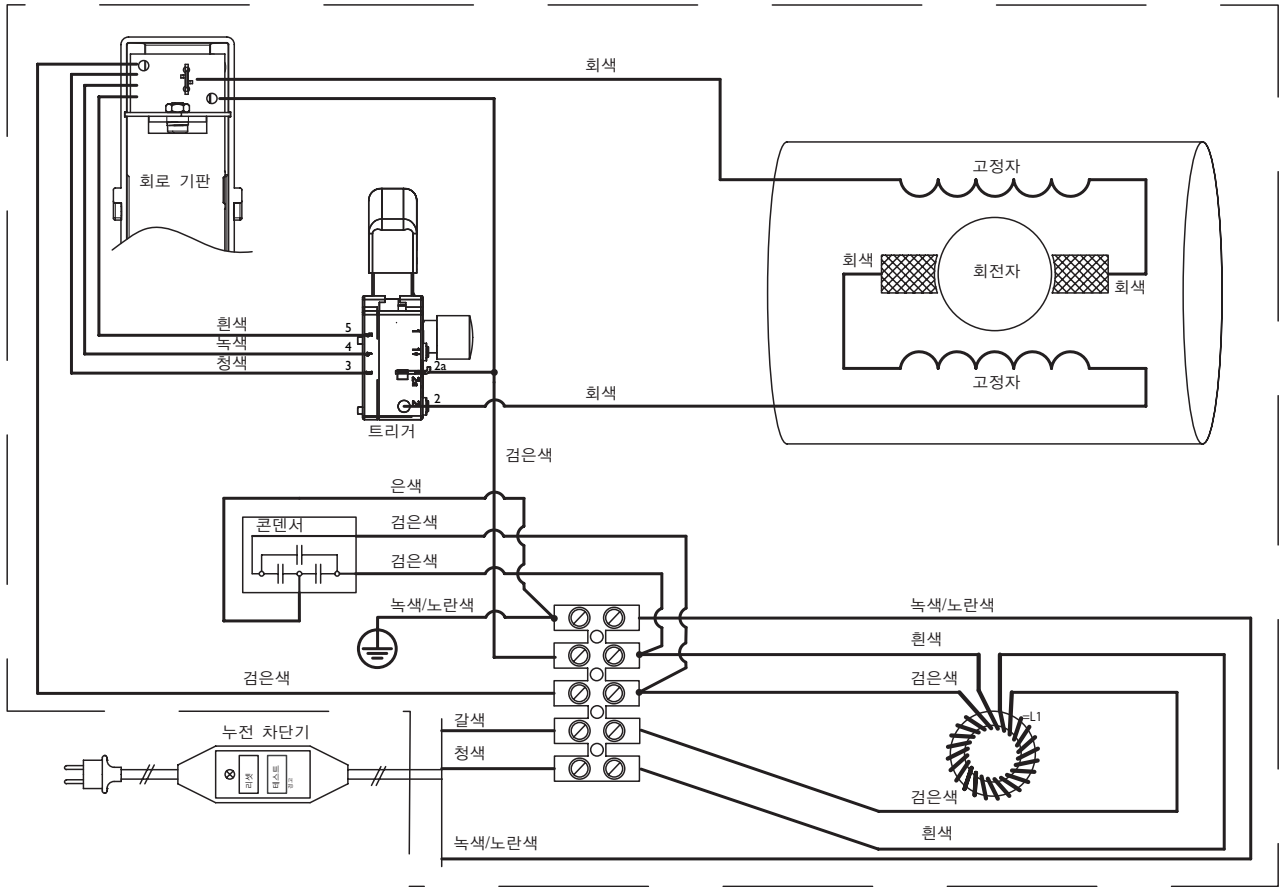 회색
회로 기판
고정자
회색
회전자
회색
흰색
5
녹색
4
청색
3
2a
2
고정자
회색
트리거
검은색
은색
콘덴서
검은색
검은색
녹색/노란색
녹색/노란색
흰색
검은색
검은색
갈색
누전 차단기
청색
=L1
리셋
테스트
경고
검은색
흰색
녹색/노란색